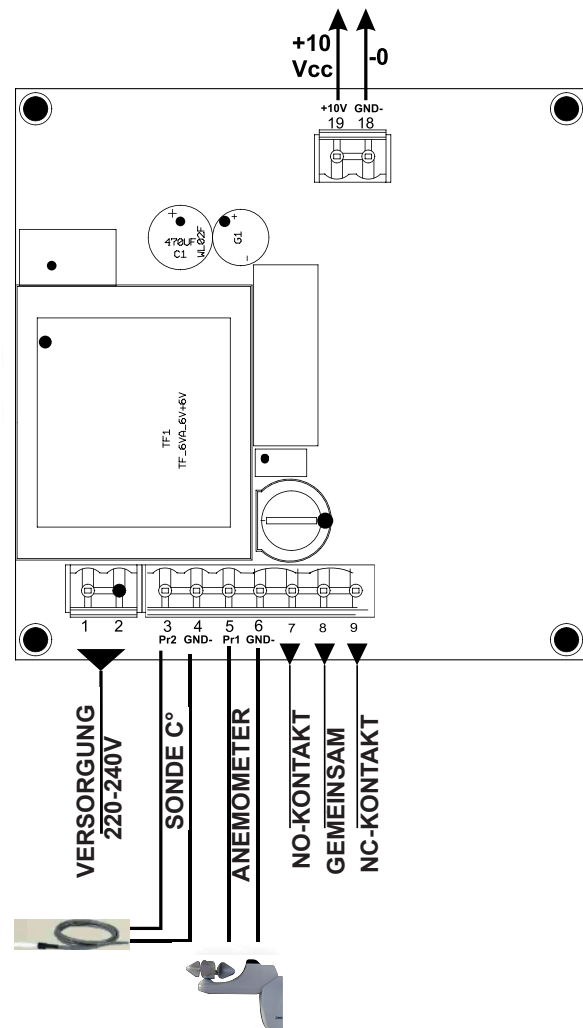 +10
Vcc
-0
+10V GND-
19 18
+
470UF
C1
WL02F
+
G1
-
TF1
TF_6VA_6V+6V
1 2 3 4 5 6 7 8 9
Pr2 GND- Pr1 GND-
VERSORGUNG
220-240V
SONDE C°
ANEMOMETER
NO-KONTAKT
GEMEINSAM
NC-KONTAKT